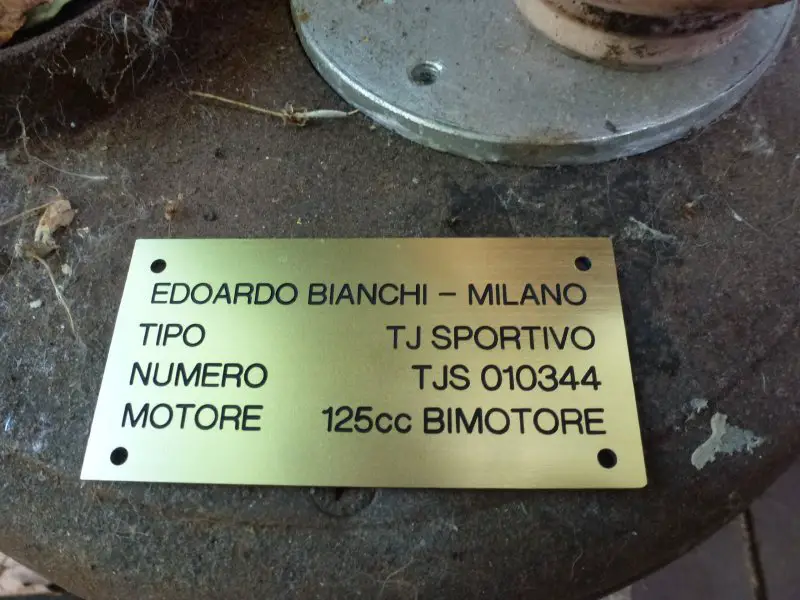 EDOARDO BIANCHI – MILANO
TIPO TJ SPORTIVO
NUMERO TJS 010344
MOTORE 125cc BIMOTORE